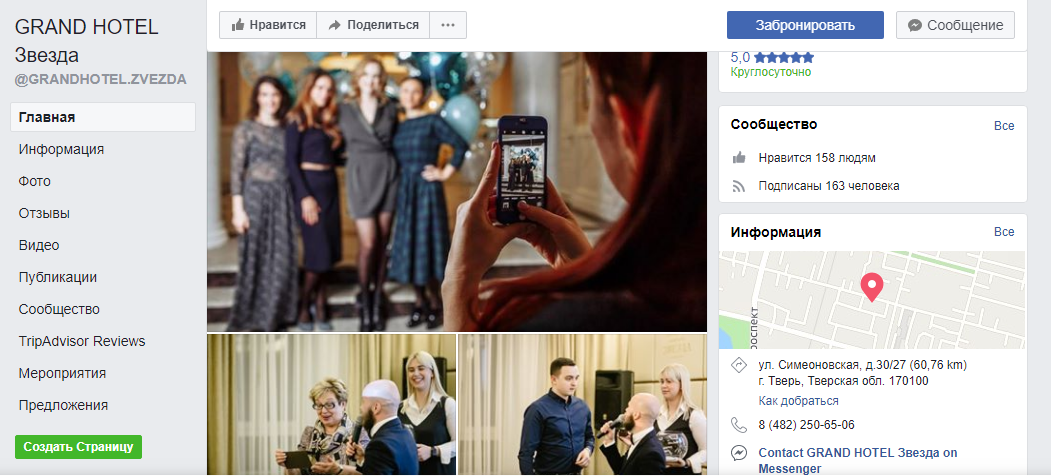 GRAND HOTEL
Звезда
@GRANDHOTEL.ZVEZDA
Главная
Информация
Фото
Отзывы
Видео
Публикации
Сообщество
TripAdvisor Reviews
Мероприятия
Предложения
Создать Страницу
Нравится
Поделиться
Забронировать
Сообщение
5,0
Круглосуточно
Сообщество
Все
Нравится 158 людям
Подписаны 163 человека
Информация
Все
роспект
ул. Симеоновская, д.30/27 (60,76 km)
г. Тверь, Тверская обл. 170100
Как добраться
8 (482) 250-65-06
Contact GRAND HOTEL Звезда on
Messenger